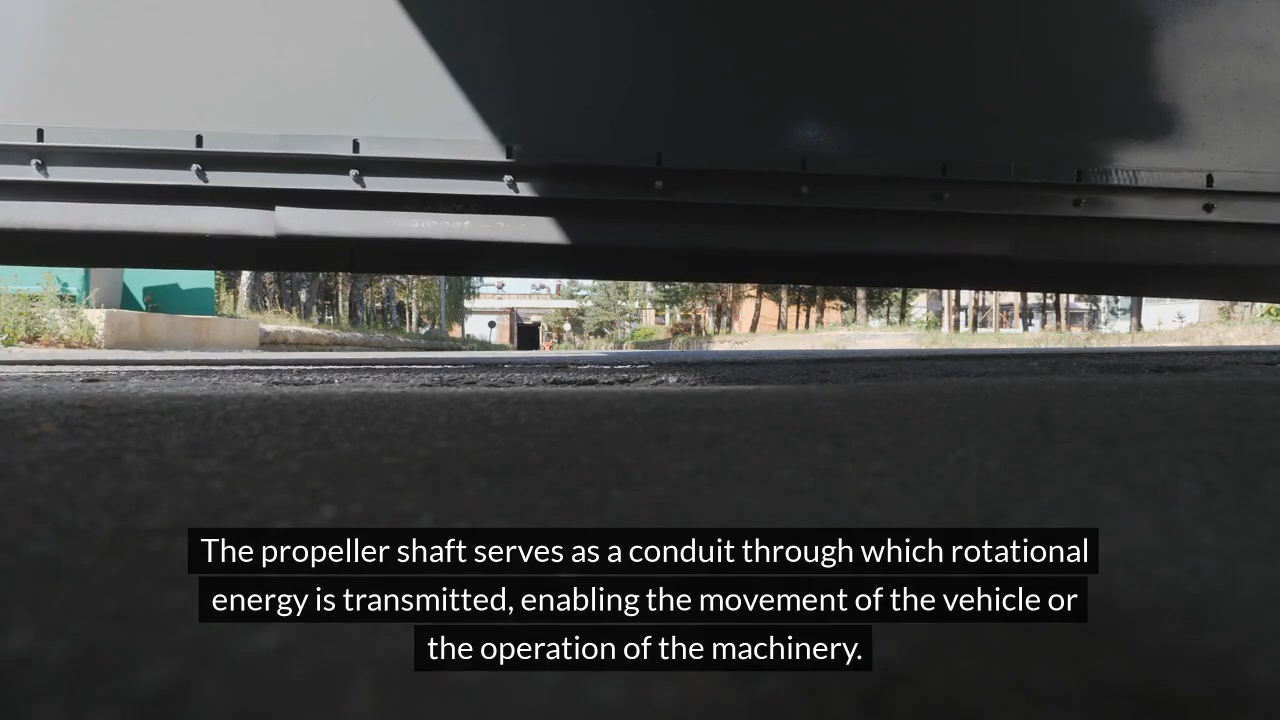 The propeller shaft serves as a conduit through which rotational
energy is transmitted, enabling the movement of the vehicle or
the operation of the machinery.